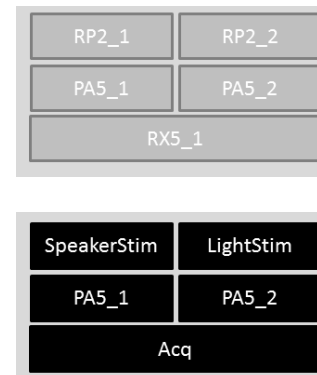 RP2_1 RP2_2
PA5_1 PA5_2
RX5_1
SpeakerStim LightStim
PA5_1 PA5_2
Acq